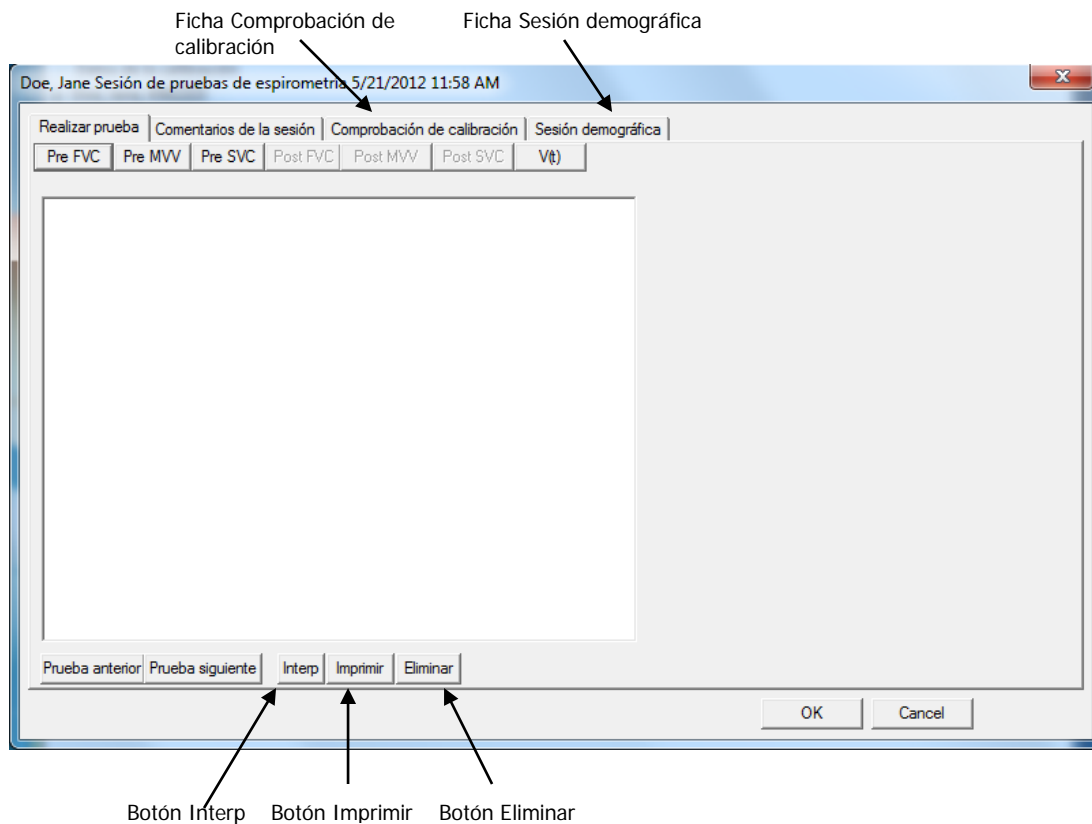 Ficha Comprobación de
calibración
Ficha Sesión demográfica
Doe, Jane Sesión de pruebas de espirometría 5/21/2012 11:58 AM
Realizar prueba Comentarios de la sesión Comprobación de calibración Sesión demográfica
Pre FVC Pre MVV Pre SVC Post FVC Post MVV Post SVC V(t)
Prueba anterior Prueba siguiente Interp Imprimir Eliminar
OK Cancel
Botón Interp Botón Imprimir Botón Eliminar